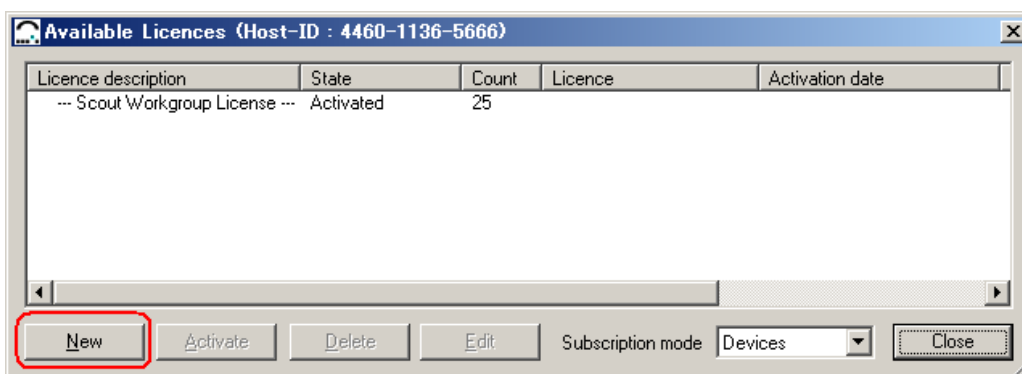 Available Licences (Host-ID : 4460-1136-5666)
Licence description State Count Licence Activation date
--- Scout Workgroup License --- Activated 25
New Activate Delete Edit Subscription mode Devices Close